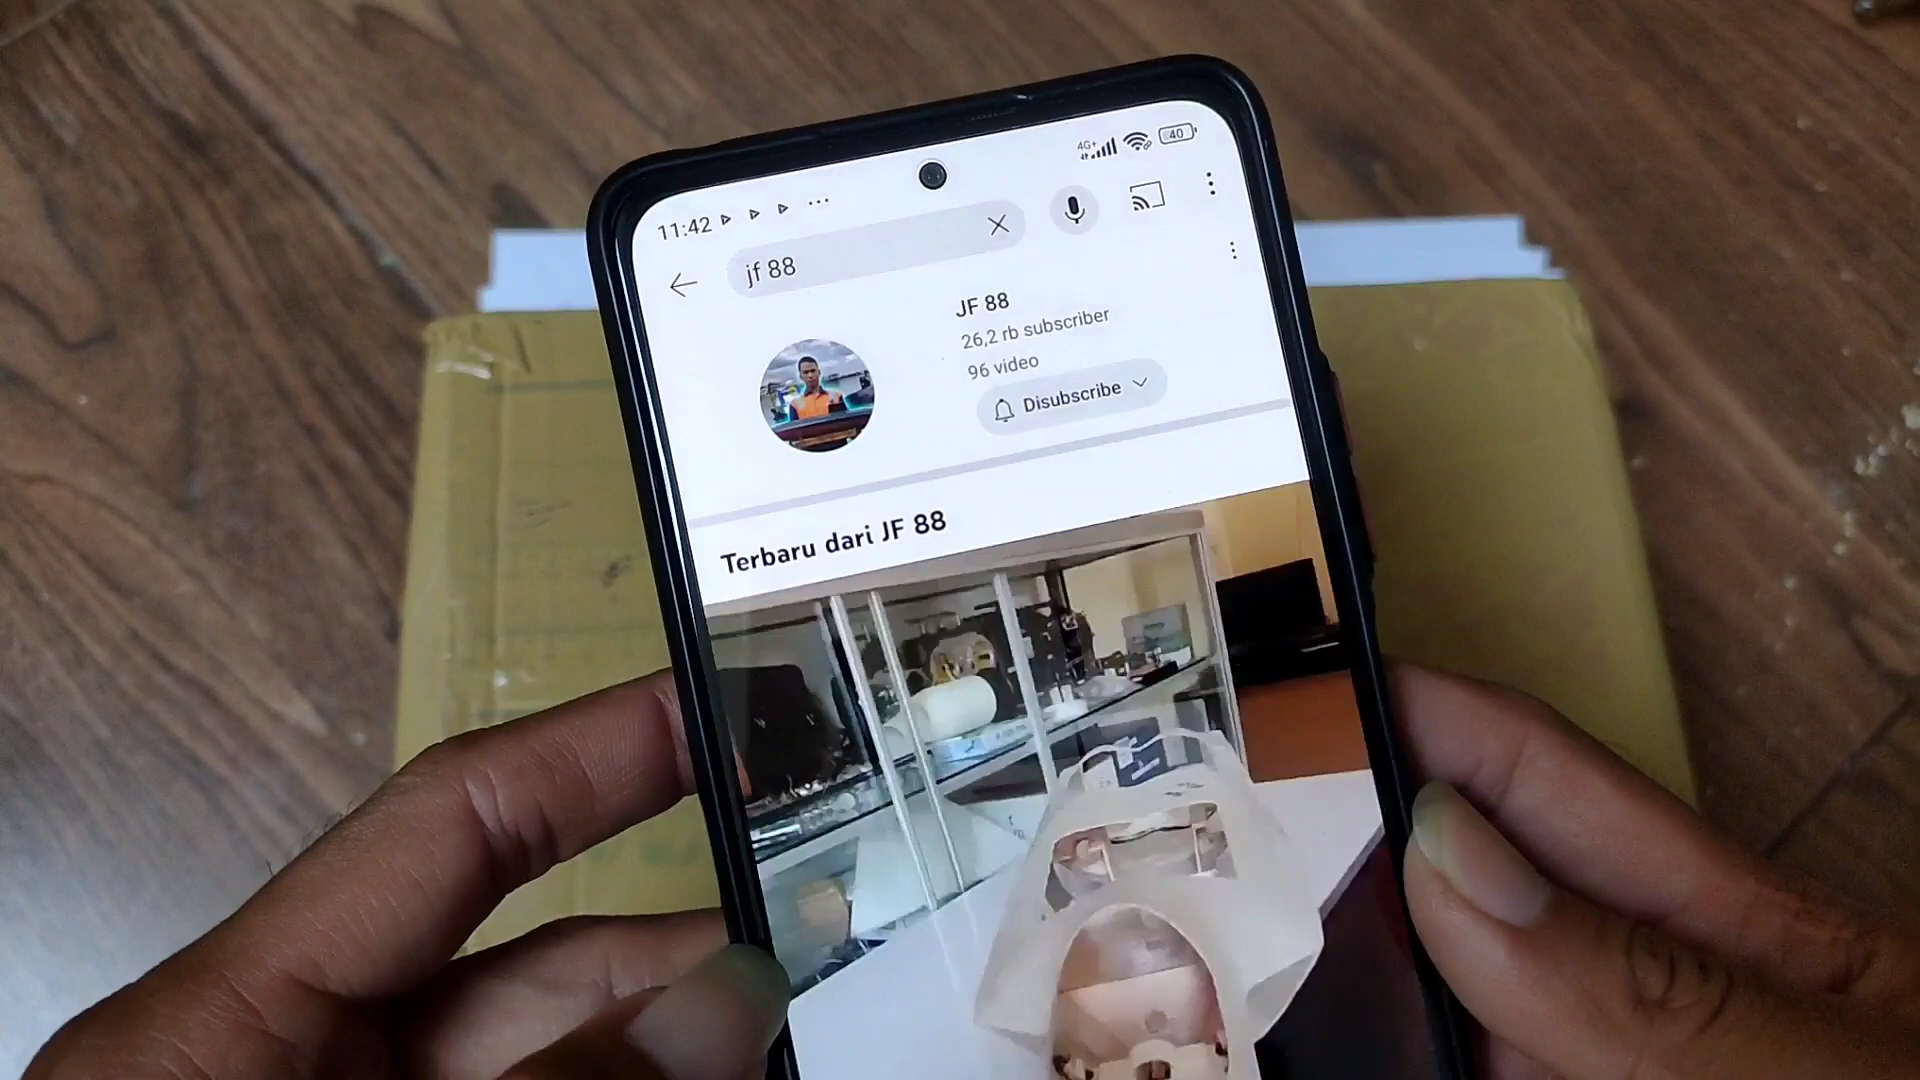 11:42
4G+
40
jf 88
JF 88
26,2 rb subscriber
96 video
Disubscribe
Terbaru dari JF 88